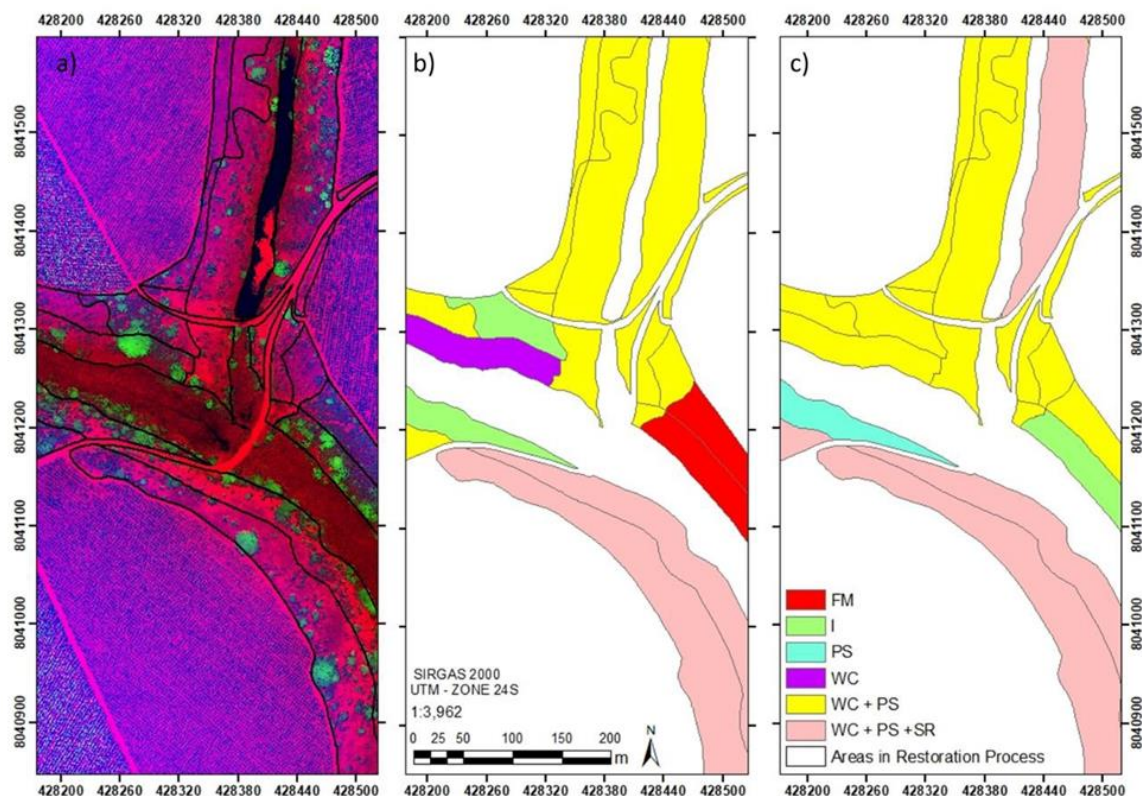 428200 428260 428320 428380 428440 428500
428200 428260 428320 428380 428440 428500
428200 428260 428320 428380 428440 428500
a)
b)
c)
8041500
8041400
8041300
8041200
8041100
8041000
8040900
8041500
8041400
8041300
8041200
8041100
8041000
8040900
SIRGAS 2000
UTM - ZONE 24S
1:3,962
N
0 25 50 100 150 200
m
FM
I
PS
WC
WC + PS
WC + PS +SR
Areas in Restoration Process
428200 428260 428320 428380 428440 428500
428200 428260 428320 428380 428440 428500
428200 428260 428320 428380 428440 428500